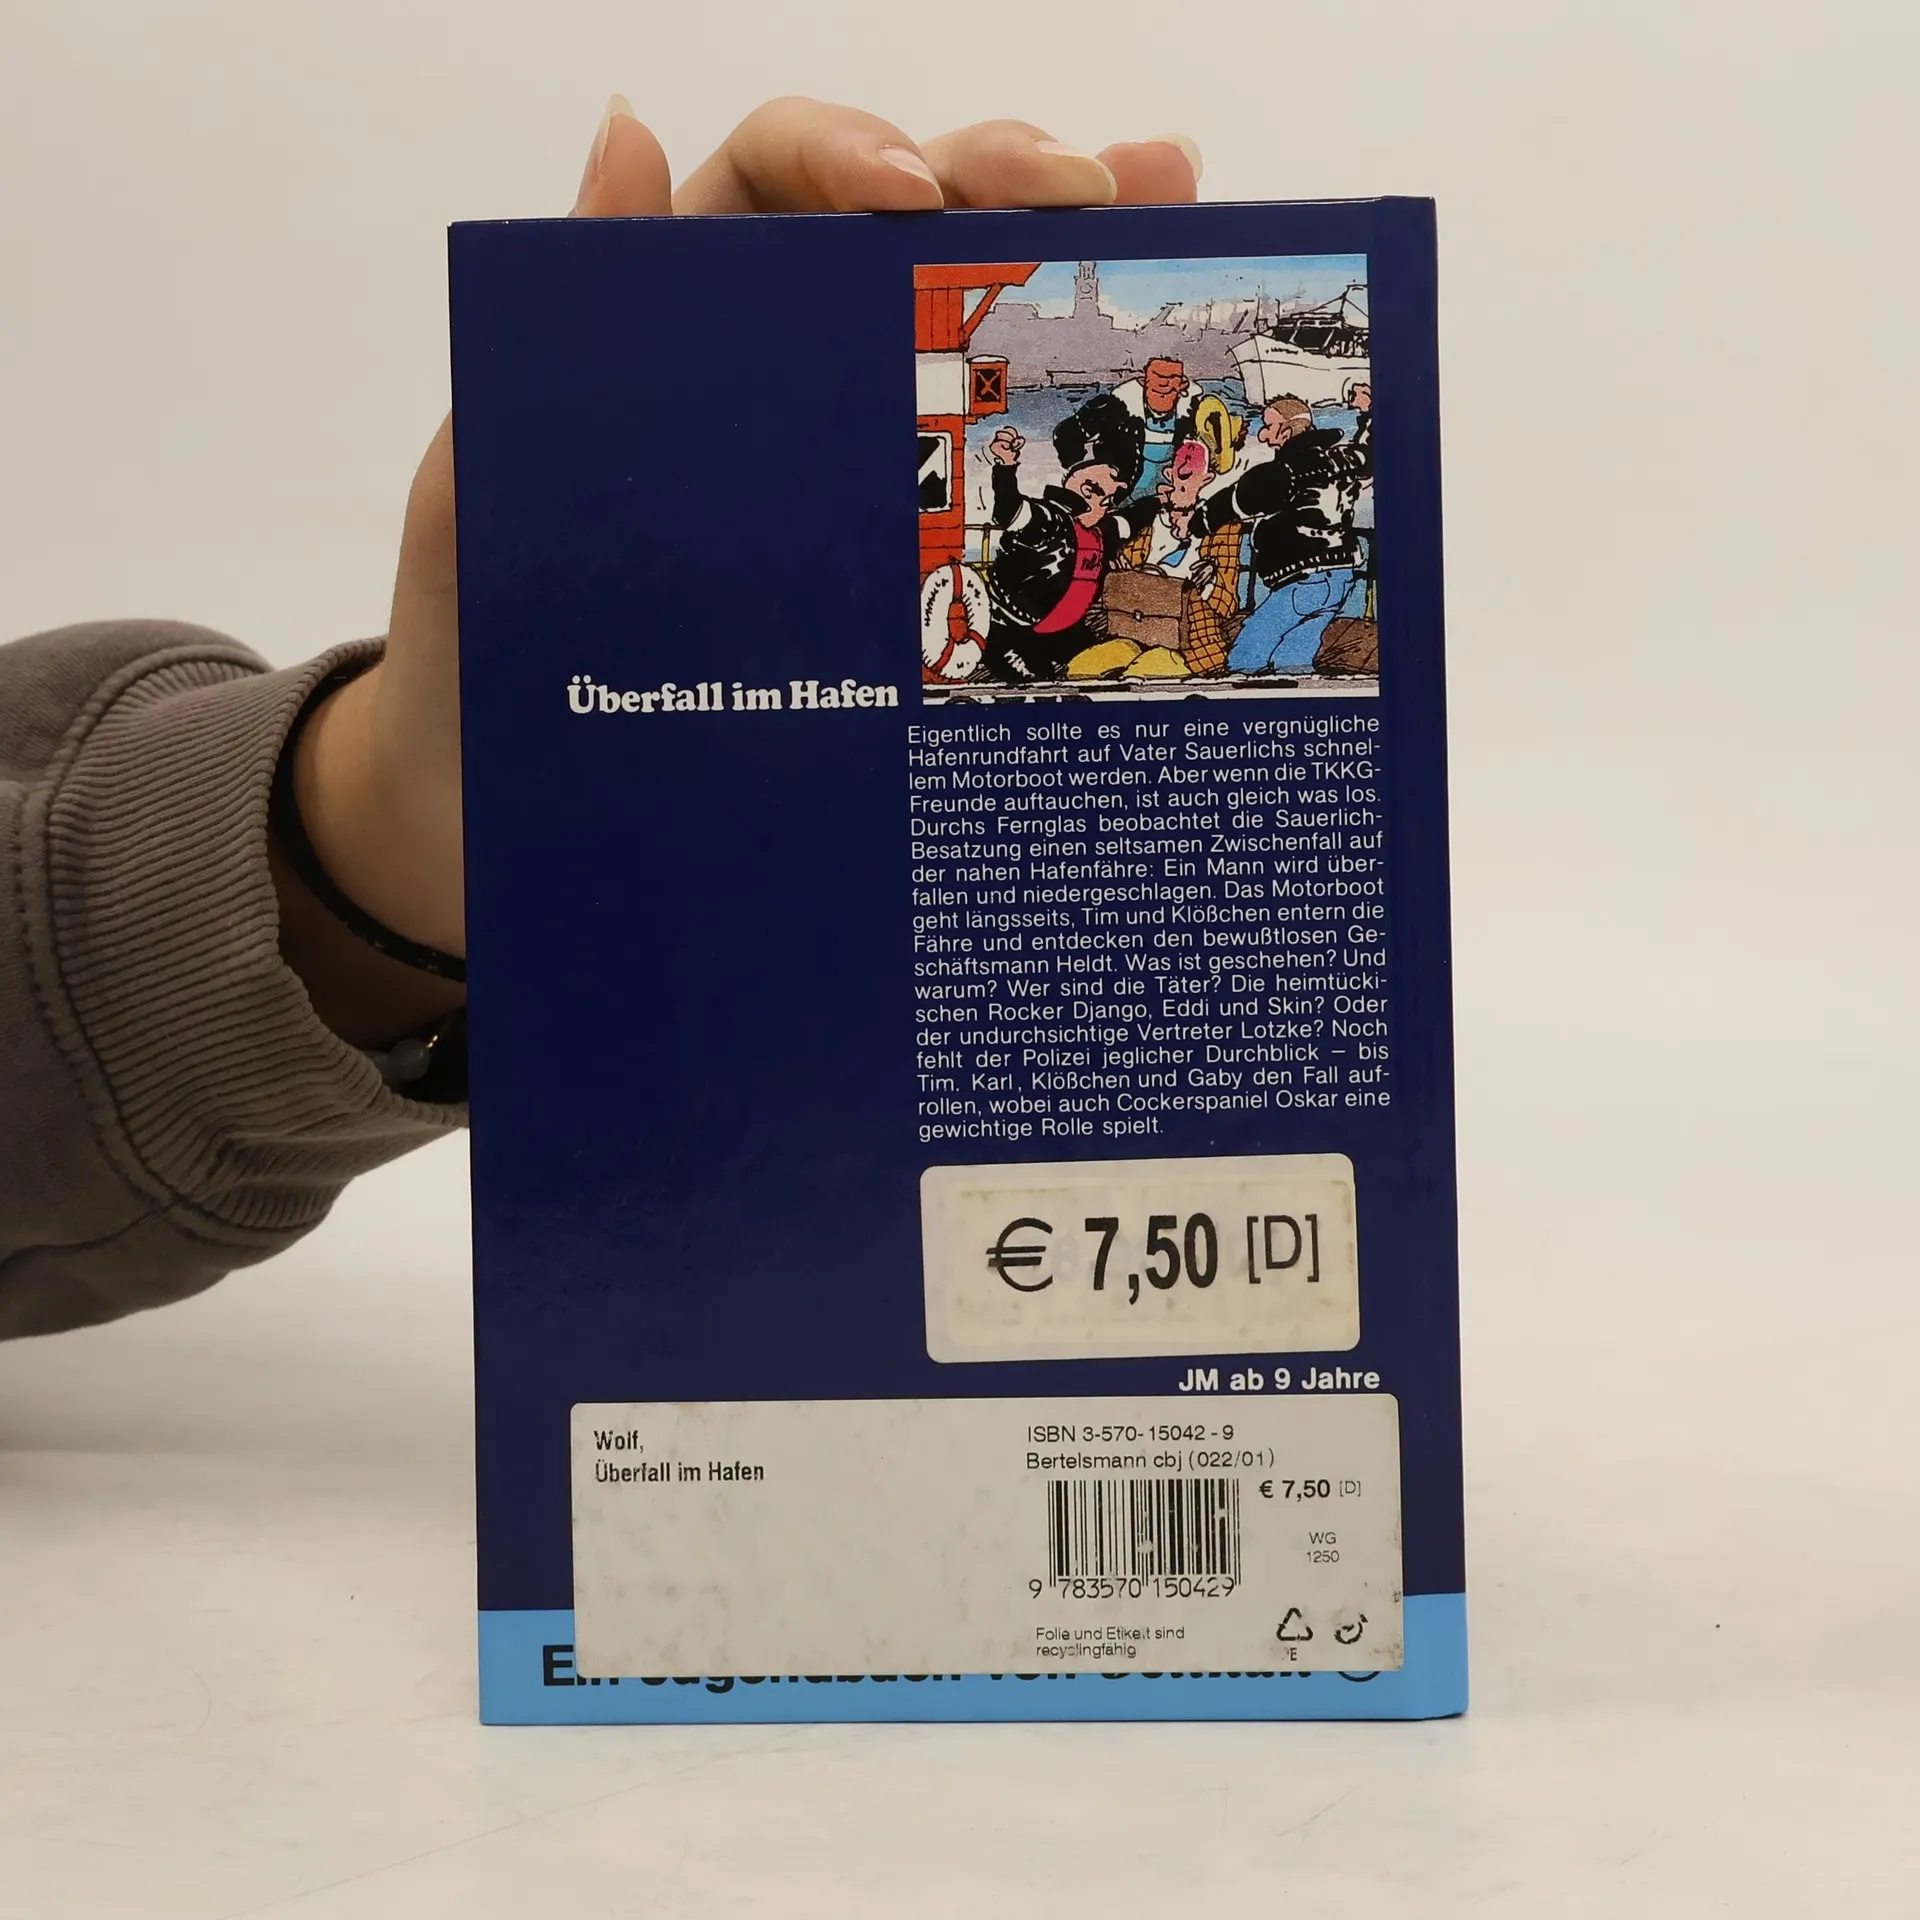 Überfall im Hafen
Eigentlich sollte es nur eine vergnügliche
Hafenrundfahrt auf Vater Sauerlichs schnel-
lem Motorboot werden. Aber wenn die TKKG-
Freunde auftauchen, ist auch gleich was los.
Durchs Fernglas beobachtet die Sauerlich-
Besatzung einen seltsamen Zwischenfall auf
der nahen Hafenfähre: Ein Mann wird über-
fallen und niedergeschlagen. Das Motorboot
geht längsseits, Tim und Klößchen entern die
Fähre und entdecken den bewußtlosen Ge-
schäftsmann Heldt. Was ist geschehen? Und
warum? Wer sind die Täter? Die heimtücki-
schen Rocker Django, Eddi und Skin? Oder
der undurchsichtige Vertreter Lotzke? Noch
fehlt der Polizei jeglicher Durchblick – bis
Tim. Karl, Klößchen und Gaby den Fall auf-
rollen, wobei auch Cockerspaniel Oskar eine
gewichtige Rolle spielt.
€ 7,50 [D]
JM ab 9 Jahre
Wolf,
Überfall im Hafen
ISBN 3-570-15042-9
Bertelsmann cbj (022/01)
€ 7,50 [D]
WG
1250
9 783570 150429
Folie und Etikett sind
recyclingfähig
Ein Jugendbuch von